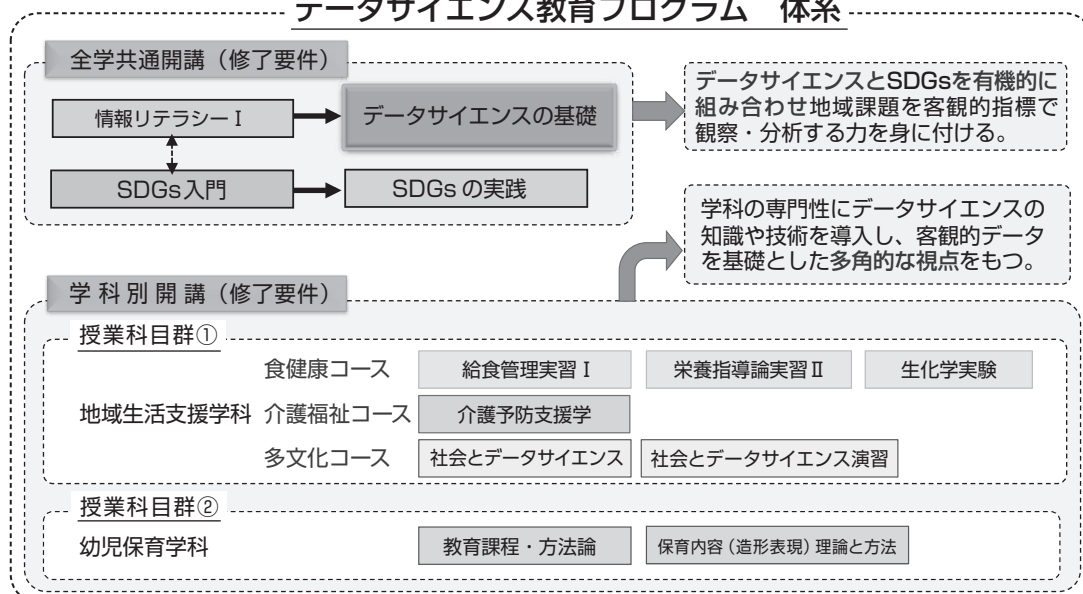 データサイエンス教育プログラム　体系
全学共通開講（修了要件）
情報リテラシーⅠ
データサイエンスの基礎
SDGs入門
SDGsの実践
データサイエンスとSDGsを有機的に
組み合わせ地域課題を客観的指標で
観察・分析する力を身に付ける。
学科の専門性にデータサイエンスの
知識や技術を導入し、客観的データ
を基礎とした多角的な視点をもつ。
学科別開講（修了要件）
授業科目群①
地域生活支援学科
食健康コース
給食管理実習Ⅰ
栄養指導論実習Ⅱ
生化学実験
介護福祉コース
介護予防支援学
多文化コース
社会とデータサイエンス
社会とデータサイエンス演習
授業科目群②
幼児保育学科
教育課程・方法論
保育内容（造形表現）理論と方法